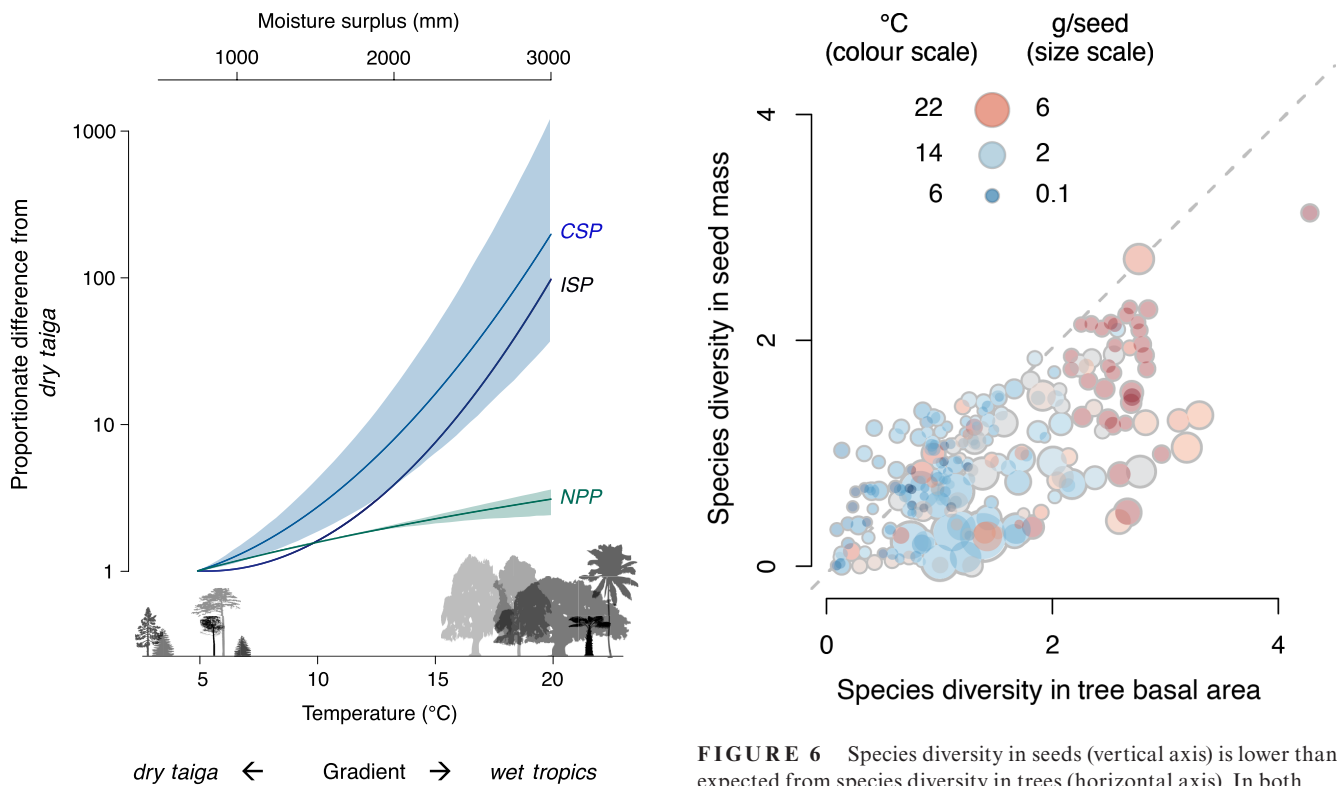 Moisture surplus (mm)
1000 2000 3000
Proportionate difference from
dry taiga
1000
100
10
1
CSP
ISP
NPP
5 10 15 20
Temperature (°C)
dry taiga ← Gradient → wet tropics
°C g/seed
(colour scale) (size scale)
22 6
14 2
6 0.1
Species diversity in seed mass
4
2
0
0 2 4
Species diversity in tree basal area
FIGURE 6 Species diversity in seeds (vertical axis) is lower than
expected from species diversity in trees (horizontal axis). In both